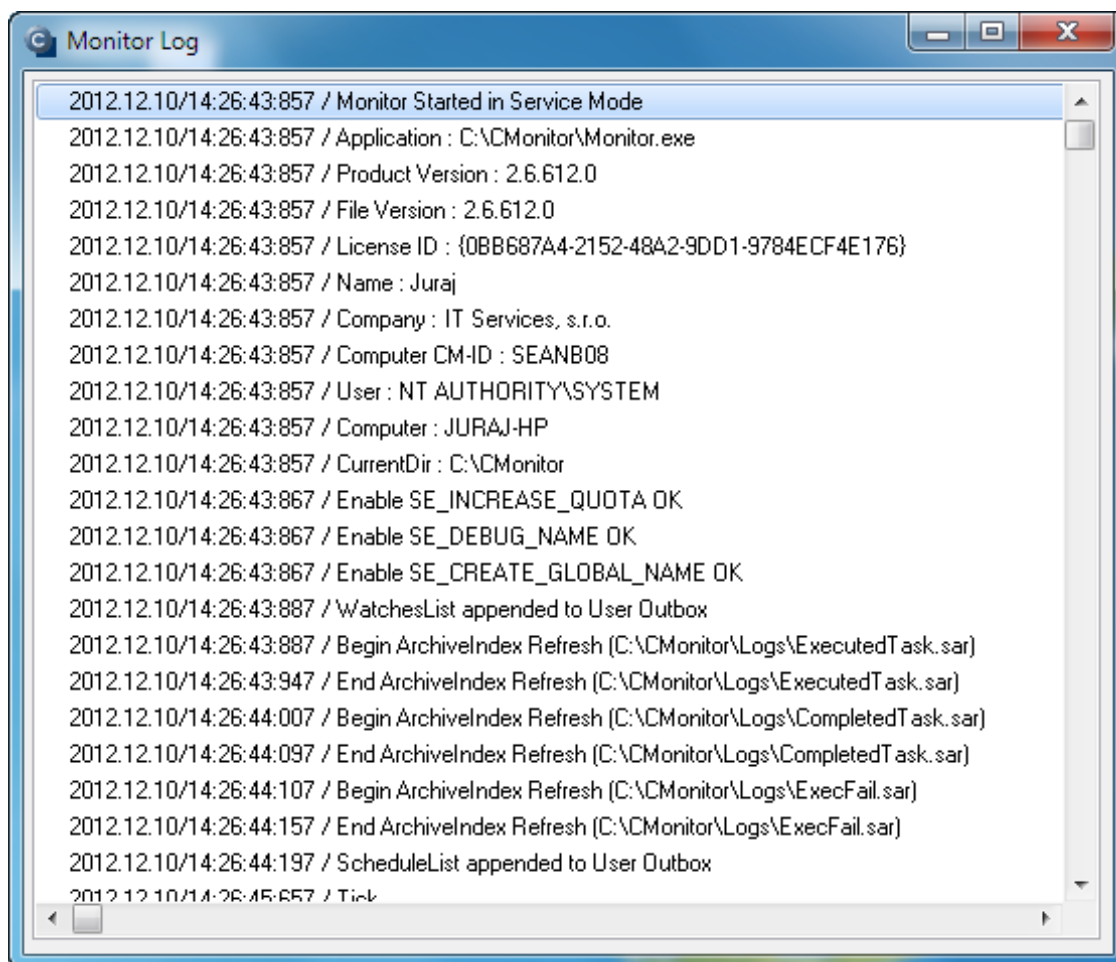 Monitor Log
2012.12.10/14:26:43:857 / Monitor Started in Service Mode
2012.12.10/14:26:43:857 / Application : C:\CMonitor\Monitor.exe
2012.12.10/14:26:43:857 / Product Version : 2.6.612.0
2012.12.10/14:26:43:857 / File Version : 2.6.612.0
2012.12.10/14:26:43:857 / License ID : {0BB687A4-2152-48A2-9DD1-9784ECF4E176}
2012.12.10/14:26:43:857 / Name : Juraj
2012.12.10/14:26:43:857 / Company : IT Services, s.r.o.
2012.12.10/14:26:43:857 / Computer CM-ID : SEANB08
2012.12.10/14:26:43:857 / User : NT AUTHORITY\SYSTEM
2012.12.10/14:26:43:857 / Computer : JURAJ-HP
2012.12.10/14:26:43:857 / CurrentDir : C:\CMonitor
2012.12.10/14:26:43:867 / Enable SE_INCREASE_QUOTA OK
2012.12.10/14:26:43:867 / Enable SE_DEBUG_NAME OK
2012.12.10/14:26:43:867 / Enable SE_CREATE_GLOBAL_NAME OK
2012.12.10/14:26:43:887 / WatchesList appended to User Outbox
2012.12.10/14:26:43:887 / Begin ArchiveIndex Refresh (C:\CMonitor\Logs\ExecutedTask.sar)
2012.12.10/14:26:43:947 / End ArchiveIndex Refresh (C:\CMonitor\Logs\ExecutedTask.sar)
2012.12.10/14:26:44:007 / Begin ArchiveIndex Refresh (C:\CMonitor\Logs\CompletedTask.sar)
2012.12.10/14:26:44:097 / End ArchiveIndex Refresh (C:\CMonitor\Logs\CompletedTask.sar)
2012.12.10/14:26:44:107 / Begin ArchiveIndex Refresh (C:\CMonitor\Logs\ExecFail.sar)
2012.12.10/14:26:44:157 / End ArchiveIndex Refresh (C:\CMonitor\Logs\ExecFail.sar)
2012.12.10/14:26:44:197 / ScheduleList appended to User Outbox
2012.12.10/14:26:45:657 / Tick